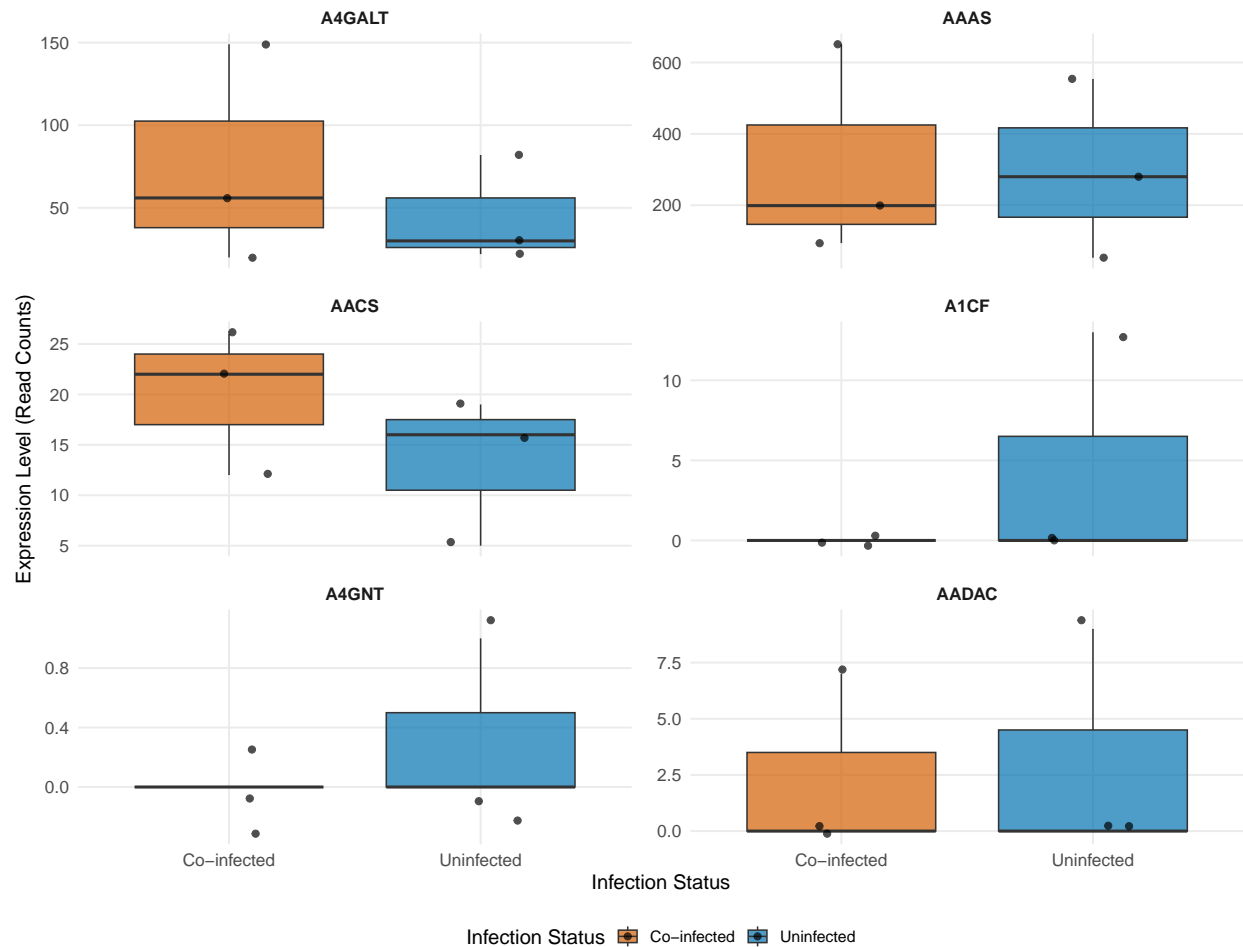 A4GALT
AAAS
150
100
50
600
400
200
AACS
A1CF
25
20
15
10
5
10
5
0
A4GNT
AADAC
0.8
0.4
0.0
7.5
5.0
2.5
0.0
Co−infected
Uninfected
Co−infected
Uninfected
Expression Level (Read Counts)
Infection Status
Infection Status Co−infected Uninfected